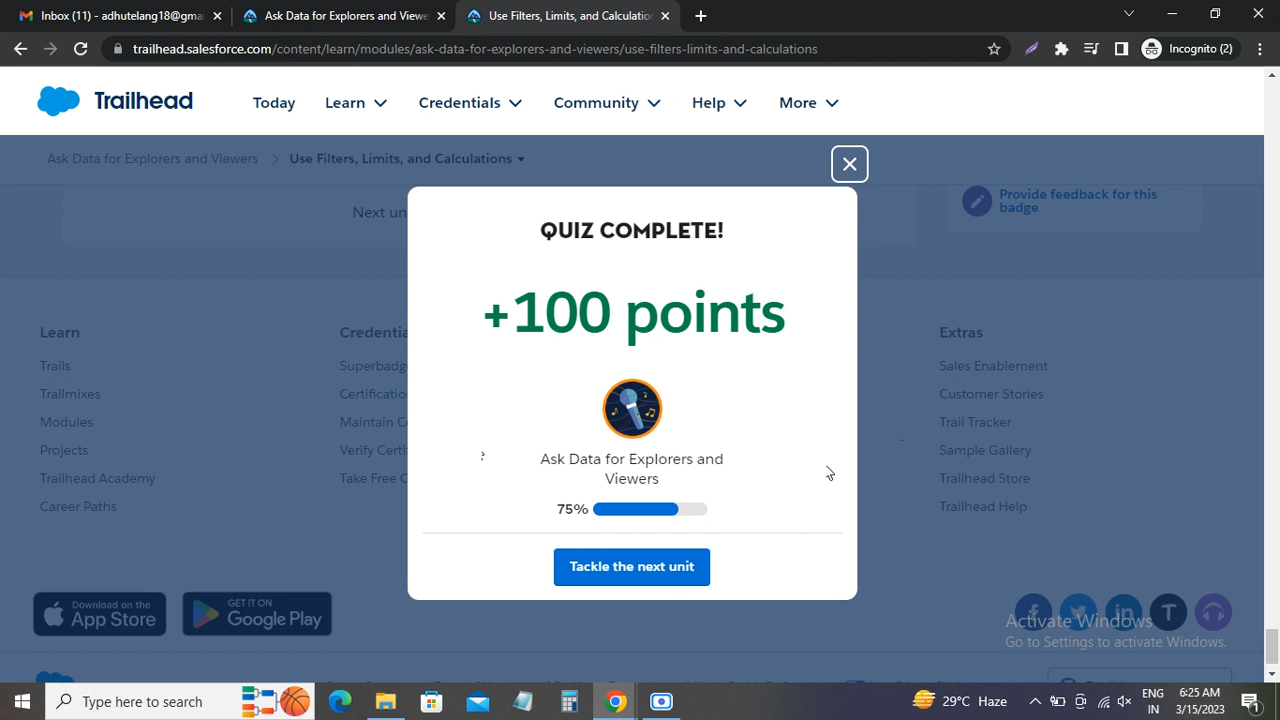 Inbox (11) - adhutelang18@gma
Ask Data for Explorers and Viewe
Use Filters, Limits, and Calculatio
trailhead.salesforce.com/content/learn/modules/ask-data-for-explorers-and-viewers/use-filters-limits-and-calculations
Incognito (2)
Trailhead
Today
Learn
Credentials
Community
Help
More
Ask Data for Explorers and Viewers
Use Filters, Limits, and Calculations
Next un
Provide feedback for this
badge
QUIZ COMPLETE!
+100 points
Ask Data for Explorers and
Viewers
75%
Tackle the next unit
Learn
Trails
Trailmixes
Modules
Projects
Trailhead Academy
Career Paths
Credentia
Superbadg
Certificatio
Maintain C
Verify Certi
Take Free C
Extras
Sales Enablement
Customer Stories
Trail Tracker
Sample Gallery
Trailhead Store
Trailhead Help
Download on the
App Store
GET IT ON
Google Play
Activate Windows
Go to Settings to activate Windows.
Type here to search
29°C Haze
ENG
IN
6:25 AM
3/15/2023
1